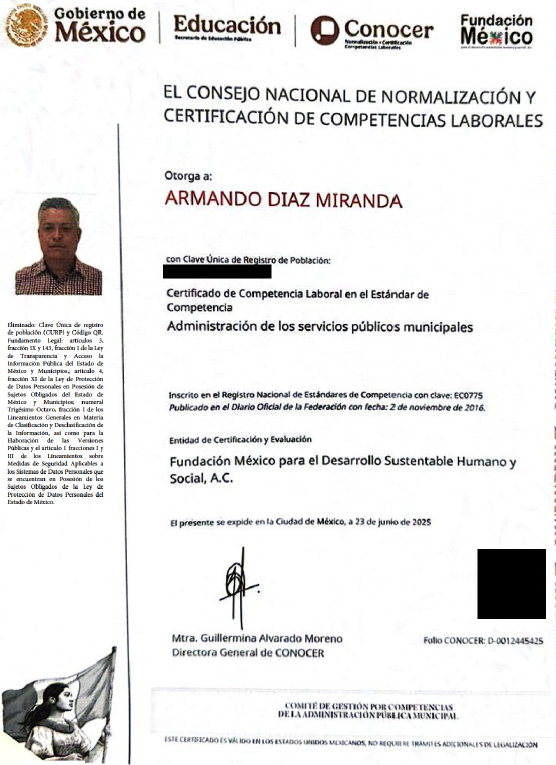 Gobierno de
México
Educación
Secretaría de Educación Pública
Conocer
Normalización • Certificación
Competencias Laborales
Fundación
México
EL CONSEJO NACIONAL DE NORMALIZACIÓN Y
CERTIFICACIÓN DE COMPETENCIAS LABORALES
Otorga a:
ARMANDO DIAZ MIRANDA
con Clave Única de Registro de Población:
Certificado de Competencia Laboral en el Estándar de
Competencia
Administración de los servicios públicos municipales
Eliminado: Clave Única de registro
de población (CURP) y Código QR.
Fundamento Legal: artículos 3,
fracción IX y 143, fracción I de la Ley
de Transparencia y Acceso la
Información Pública del Estado de
México y Municipios; artículo 4,
fracción XI de la Ley de Protección
de Datos Personales en Posesión de
Sujetos Obligados del Estado de
México y Municipios; numeral
Trigésimo Octavo, fracción I de los
Lineamientos Generales en Materia
de Clasificación y Desclasificación de
la Información, así como para la
Elaboración de las Versiones
Públicas y el artículo 1 fracciones I y
III de los Lineamientos sobre
Medidas de Seguridad Aplicables a
los Sistemas de Datos Personales que
se encuentran en Posesión de los
Sujetos Obligados de la Ley de
Protección de Datos Personales del
Estado de México.
Inscrito en el Registro Nacional de Estándares de Competencia con clave: EC0775
Publicado en el Diario Oficial de la Federación con fecha: 2 de noviembre de 2016.
Entidad de Certificación y Evaluación
Fundación México para el Desarrollo Sustentable Humano y
Social, A.C.
El presente se expide en la Ciudad de México, a 23 de junio de 2025
Mtra. Guillermina Alvarado Moreno
Directora General de CONOCER
Folio CONOCER: D-0012445425
COMITÉ DE GESTIÓN POR COMPETENCIAS
DE LA ADMINISTRACIÓN PÚBLICA MUNICIPAL
ESTE CERTIFICADO ES VÁLIDO EN LOS ESTADOS UNIDOS MEXICANOS, NO REQUIERE TRÁMITES ADICIONALES DE LEGALIZACIÓN